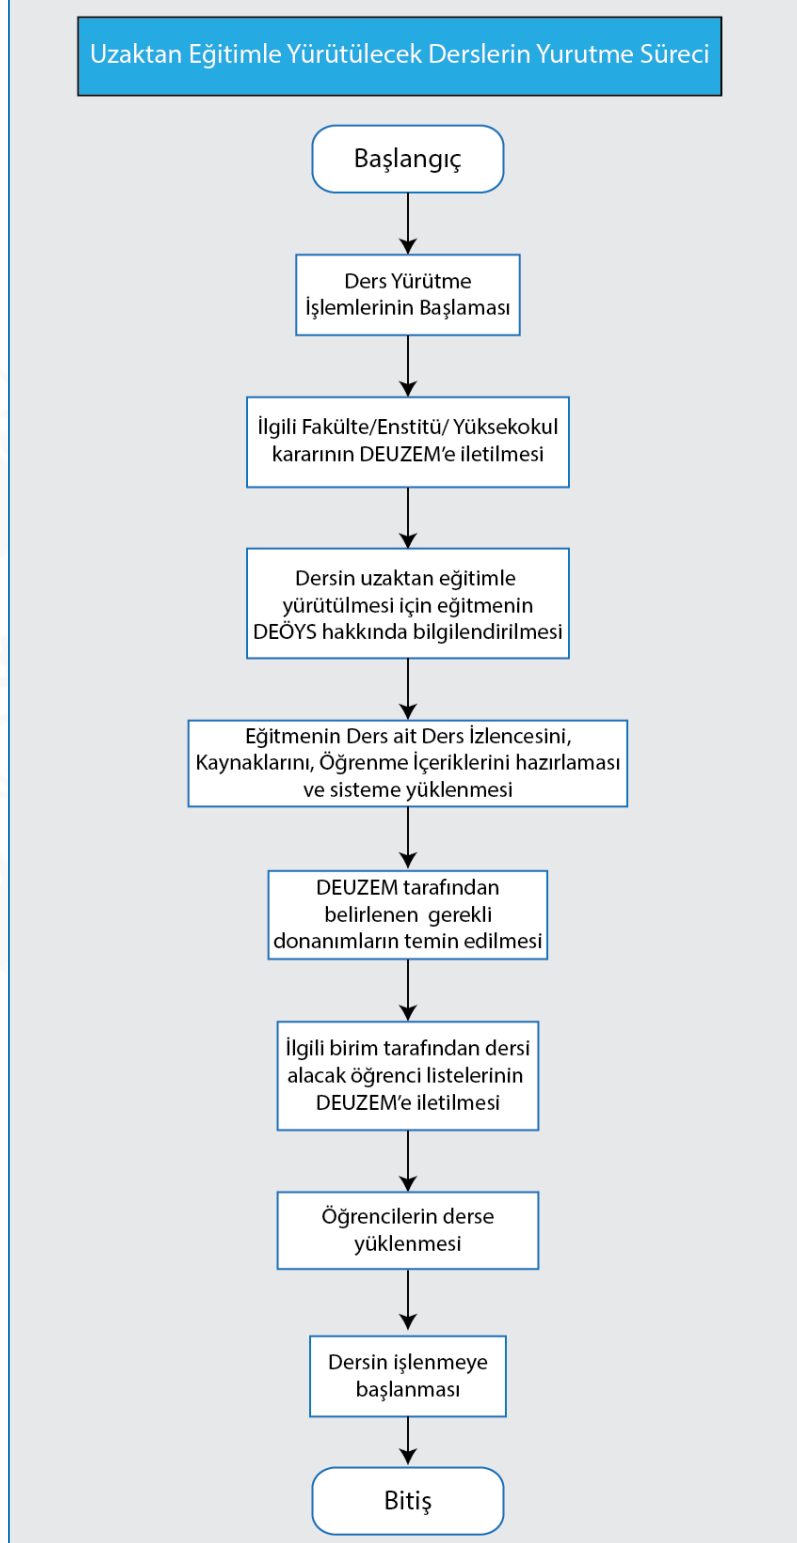 Uzaktan Eğitimle Yürütülecek Derslerin Yurutme Süreci
Başlangıç
Ders Yürütme
İşlemlerinin Başlaması
İlgili Fakülte/Enstitü/ Yüksekokul
kararının DEUZEM'e iletilmesi
Dersin uzaktan eğitimle
yürütülmesi için eğitmenin
DEÖYS hakkında bilgilendirilmesi
Eğitmenin Ders ait Ders İzlencesini,
Kaynaklarını, Öğrenme İçeriklerini hazırlaması
ve sisteme yüklenmesi
DEUZEM tarafından
belirlenen gerekli
donanımların temin edilmesi
İlgili birim tarafından dersi
alacak öğrenci listelerinin
DEUZEM'e iletilmesi
Öğrencilerin derse
yüklenmesi
Dersin işlenmeye
başlanması
Bitiş